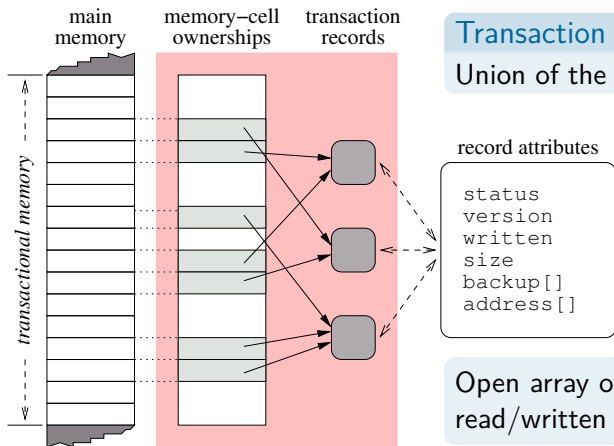 main
memory
memory-cell
ownerships
transaction
records
Transaction
Union of the
transactional memory
record attributes
status
version
written
size
backup[]
address[]
Open array o
read/written